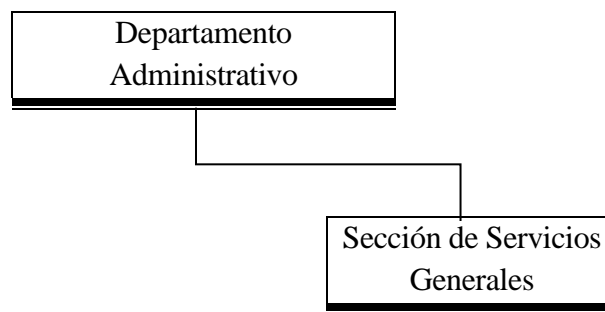 Departamento
Administrativo
Sección de Servicios
Generales